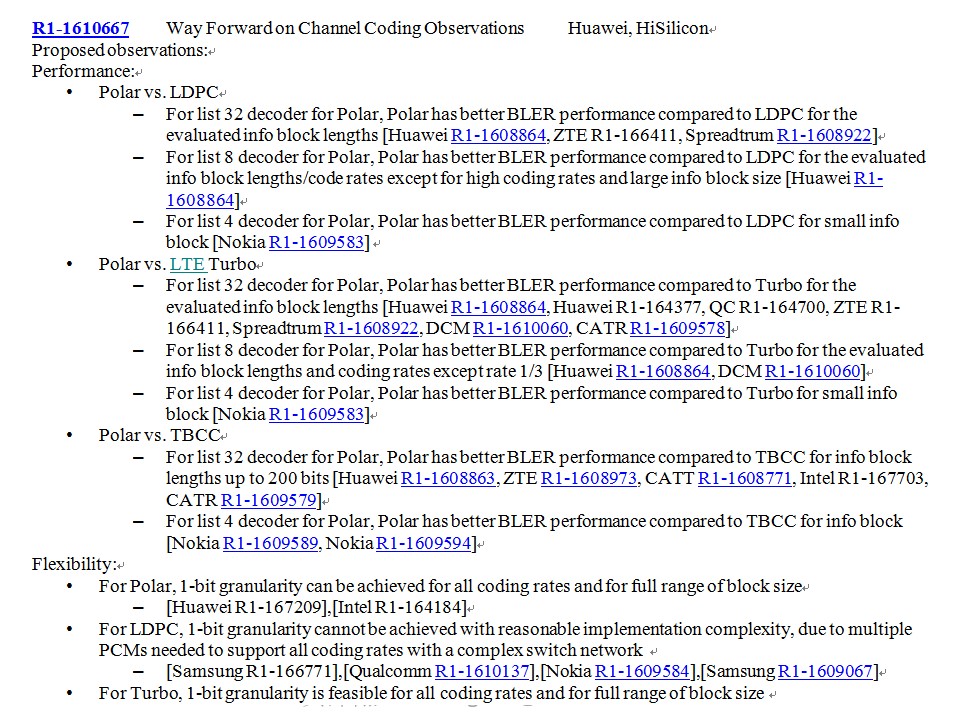 R1-1610667 Way Forward on Channel Coding Observations Huawei, HiSilicon
Proposed observations:
Performance:
• Polar vs. LDPC
– For list 32 decoder for Polar, Polar has better BLER performance compared to LDPC for the
evaluated info block lengths [Huawei R1-1608864, ZTE R1-166411, Spreadtrum R1-1608922]
– For list 8 decoder for Polar, Polar has better BLER performance compared to LDPC for the evaluated
info block lengths/code rates except for high coding rates and large info block size [Huawei R1-
1608864]
– For list 4 decoder for Polar, Polar has better BLER performance compared to LDPC for small info
block [Nokia R1-1609583]
• Polar vs. LTE Turbo
– For list 32 decoder for Polar, Polar has better BLER performance compared to Turbo for the
evaluated info block lengths [Huawei R1-1608864, Huawei R1-164377, QC R1-164700, ZTE R1-
166411, Spreadtrum R1-1608922, DCM R1-1610060, CATR R1-1609578]
– For list 8 decoder for Polar, Polar has better BLER performance compared to Turbo for the evaluated
info block lengths and coding rates except rate 1/3 [Huawei R1-1608864, DCM R1-1610060]
– For list 4 decoder for Polar, Polar has better BLER performance compared to Turbo for small info
block [Nokia R1-1609583]
• Polar vs. TBCC
– For list 32 decoder for Polar, Polar has better BLER performance compared to TBCC for info block
lengths up to 200 bits [Huawei R1-1608863, ZTE R1-1608973, CATT R1-1608771, Intel R1-167703,
CATR R1-1609579]
– For list 4 decoder for Polar, Polar has better BLER performance compared to TBCC for info block
[Nokia R1-1609589, Nokia R1-1609594]
Flexibility:
• For Polar, 1-bit granularity can be achieved for all coding rates and for full range of block size
– [Huawei R1-167209],[Intel R1-164184]
• For LDPC, 1-bit granularity cannot be achieved with reasonable implementation complexity, due to multiple
PCMs needed to support all coding rates with a complex switch network
– [Samsung R1-166771],[Qualcomm R1-1610137],[Nokia R1-1609584],[Samsung R1-1609067]
• For Turbo, 1-bit granularity is feasible for all coding rates and for full range of block size